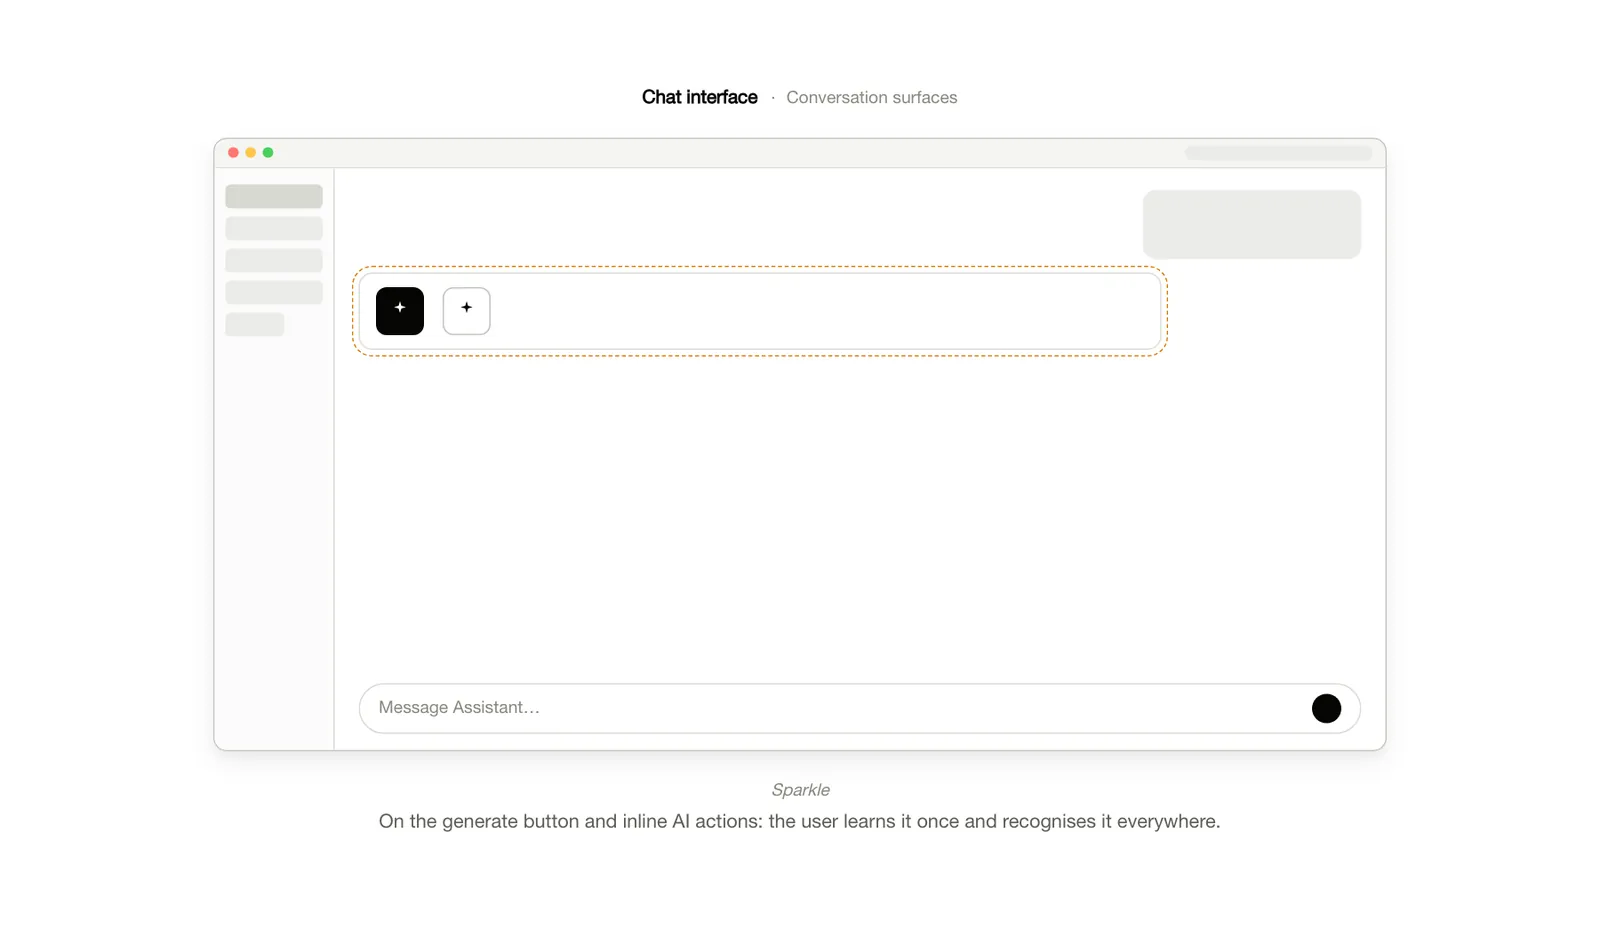 Chat interface · Conversation surfaces
Message Assistant...
Sparkle
On the generate button and inline AI actions: the user learns it once and recognises it everywhere.